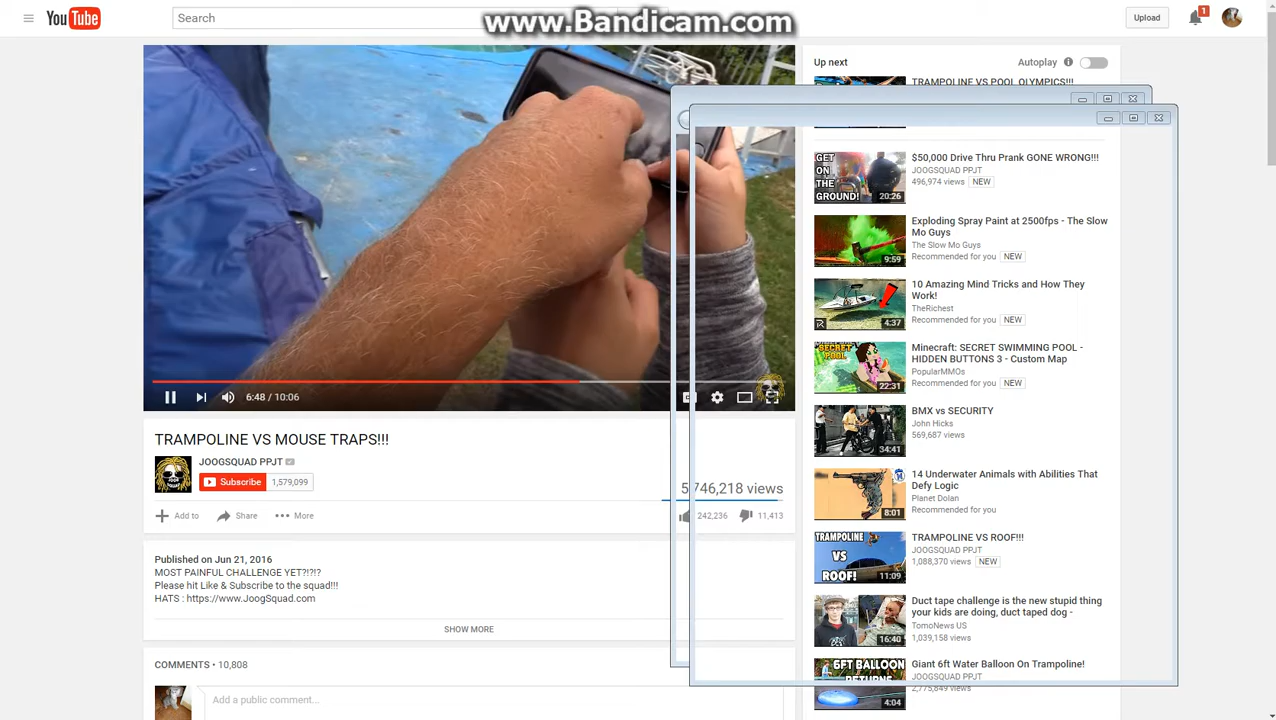 YouTube
Search
www.Bandicam.com
Upload
1
Up next
Autoplay
TRAMPOLINE VS POOL OLYMPICS!!!
GET ON THE GROUND!
20:26
$50,000 Drive Thru Prank GONE WRONG!!!
JOOGSQUAD PPJT
496,974 views NEW
9:59
Exploding Spray Paint at 2500fps - The Slow
Mo Guys
The Slow Mo Guys
Recommended for you NEW
4:37
10 Amazing Mind Tricks and How They
Work!
TheRichest
Recommended for you NEW
SECRET
POOL
22:31
Minecraft: SECRET SWIMMING POOL -
HIDDEN BUTTONS 3 - Custom Map
PopularMMOs
Recommended for you NEW
34:41
BMX vs SECURITY
John Hicks
569,687 views
8:01
14 Underwater Animals with Abilities That
Defy Logic
Planet Dolan
Recommended for you
TRAMPOLINE
VS
ROOF!
11:09
TRAMPOLINE VS ROOF!!!
JOOGSQUAD PPJT
1,088,370 views NEW
16:40
Duct tape challenge is the new stupid thing
your kids are doing, duct taped dog -
TomoNews US
1,039,158 views
6FT BALLOON
4:04
Giant 6ft Water Balloon On Trampoline!
JOOGSQUAD PPJT
2,775,849 views
6:48 / 10:06
TRAMPOLINE VS MOUSE TRAPS!!!
JOOGSQUAD PPJT
Subscribe 1,579,099
5,746,218 views
Add to Share More
242,236 11,413
Published on Jun 21, 2016
MOST PAINFUL CHALLENGE YET?!?!?
Please hit Like & Subscribe to the squad!!!
HATS : https://www.JoogSquad.com
SHOW MORE
COMMENTS • 10,808
Add a public comment...